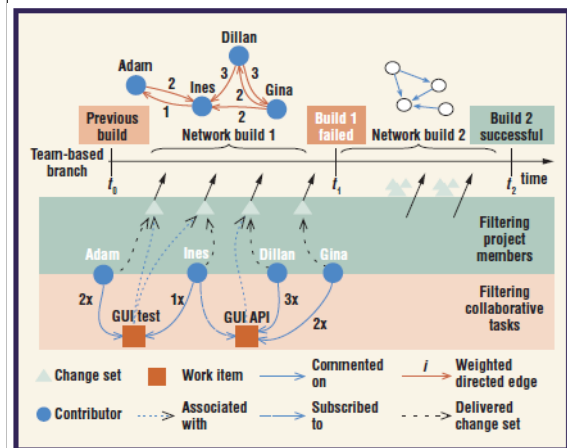 Dillan
Adam
3
3
2
Ines
2
Gina
1
2
Previous
build
Network build 1
Build 1
failed
Network build 2
Build 2
successful
Team-based
branch
t0
t1
t2
time
Filtering
project
members
Adam
Ines
Dillan
Gina
Filtering
collaborative
tasks
2x
1x
3x
2x
GUI test
GUI API
Change set
Work item
Commented
on
i
Weighted
directed edge
Contributor
Associated
with
Subscribed
to
Delivered
change set